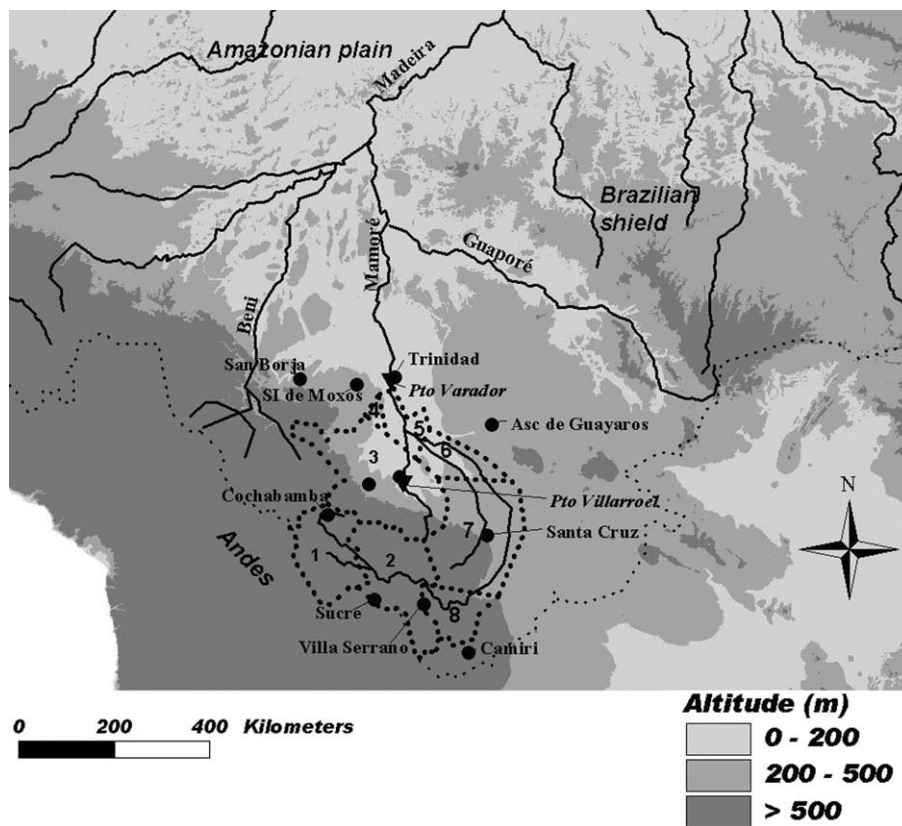 Amazonian plain
Madeira
Brazilian
shield
Mamoré
Guaporé
Beni
San Borja
Trinidad
SI de Moxos
Pto Varador
4
5
Asc de Guayaros
6
3
N
Cochabamba
Pto Villarroel
7
Santa Cruz
Andes
1
2
Sucre
8
Villa Serrano
Camiri
0 200 400 Kilometers
Altitude (m)
0 - 200
200 - 500
> 500